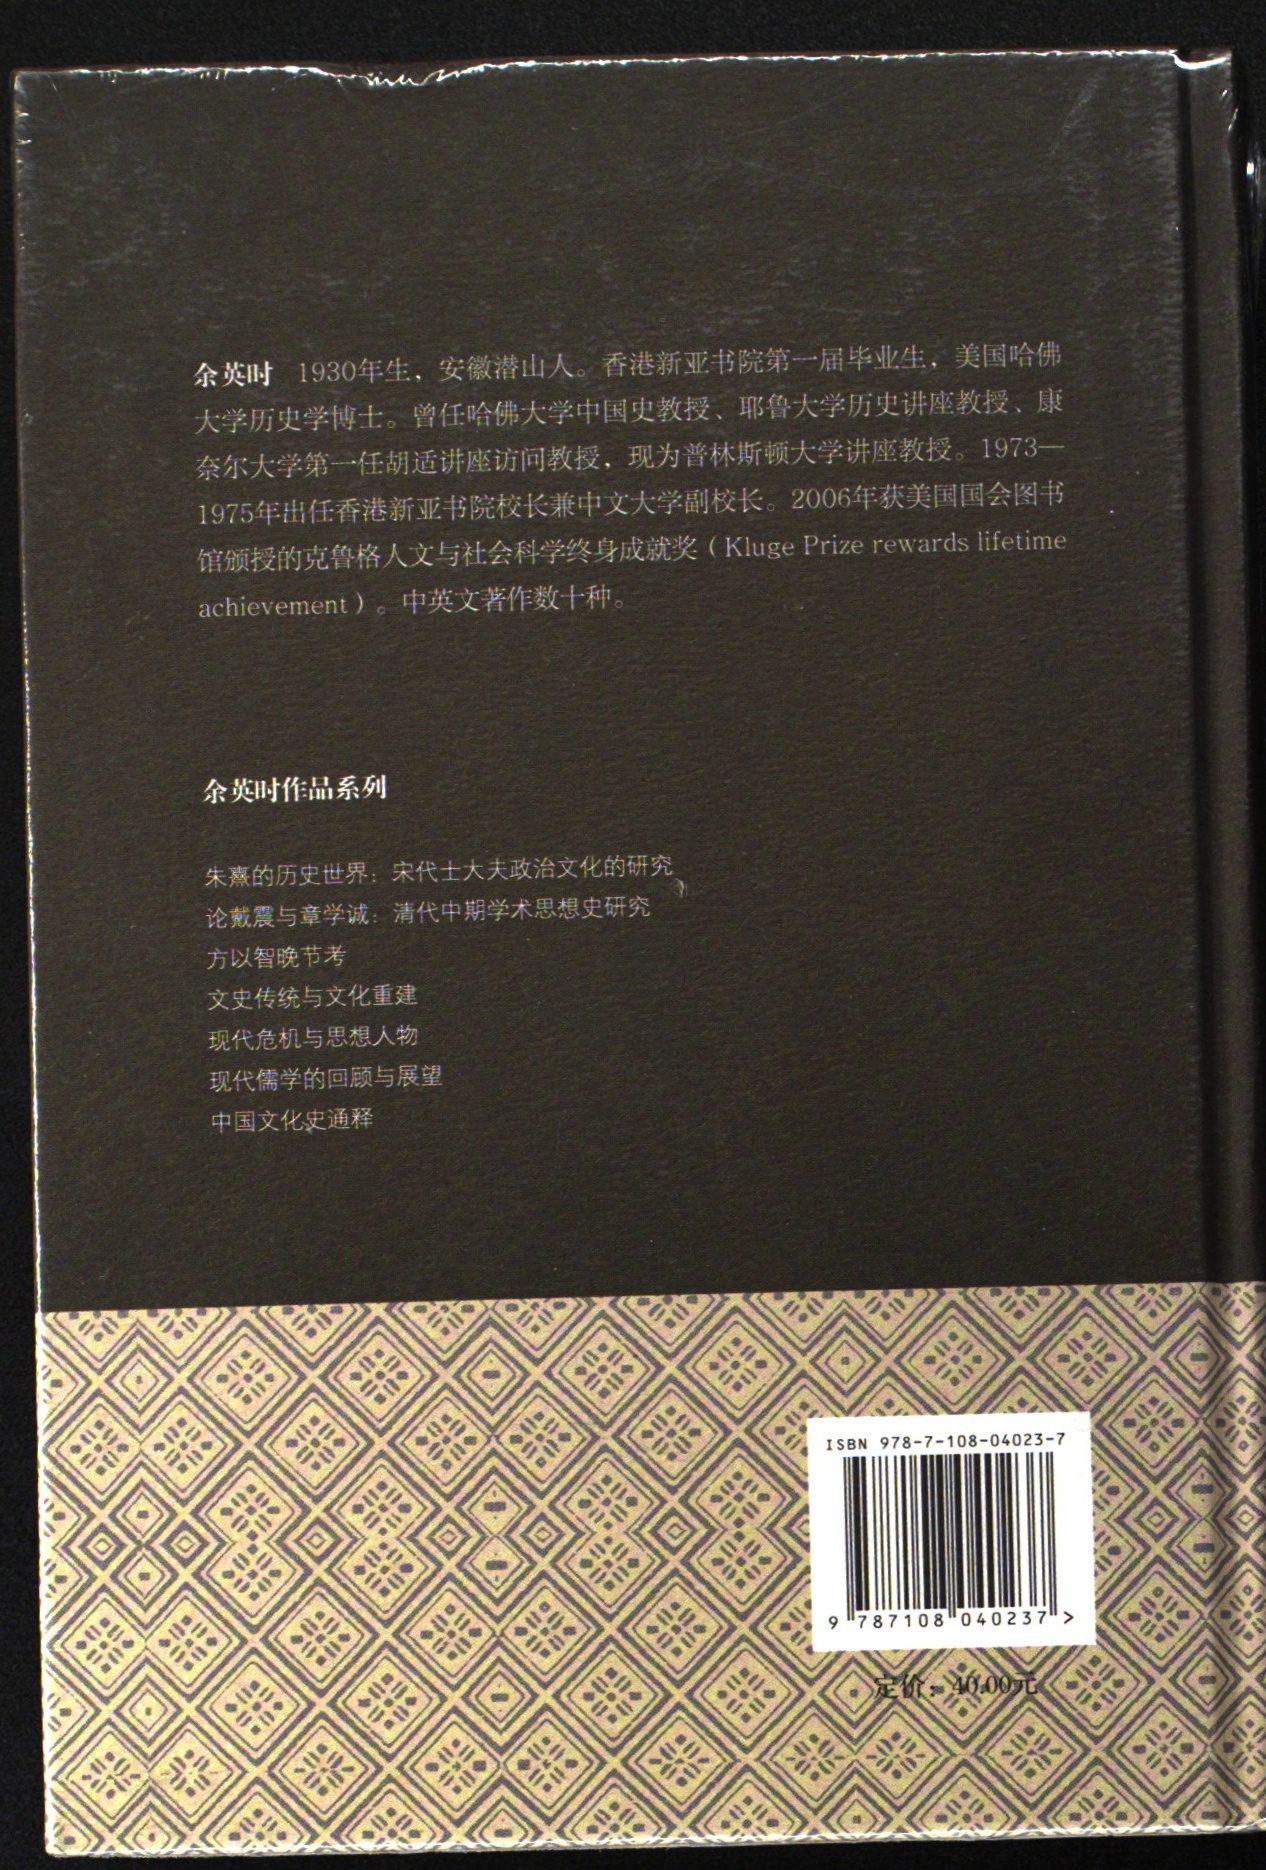 余英时 1930年生，安徽潜山人。香港新亚书院第一届毕业生，美国哈佛
大学历史学博士。曾任哈佛大学中国史教授、耶鲁大学历史讲座教授、康
奈尔大学第一任胡适讲座访问教授，现为普林斯顿大学讲座教授。1973—
1975年出任香港新亚书院校长兼中文大学副校长。2006年获美国国会图书
馆颁授的克鲁格人文与社会科学终身成就奖（Kluge Prize rewards lifetime
achievement）。中英文著作数十种。
余英时作品系列
朱熹的历史世界：宋代士大夫政治文化的研究
论戴震与章学诚：清代中期学术思想史研究
方以智晚节考
文史传统与文化重建
现代危机与思想人物
现代儒学的回顾与展望
中国文化史通释
ISBN 978-7-108-04023-7
9 787108 040237 >
定价：40.00元